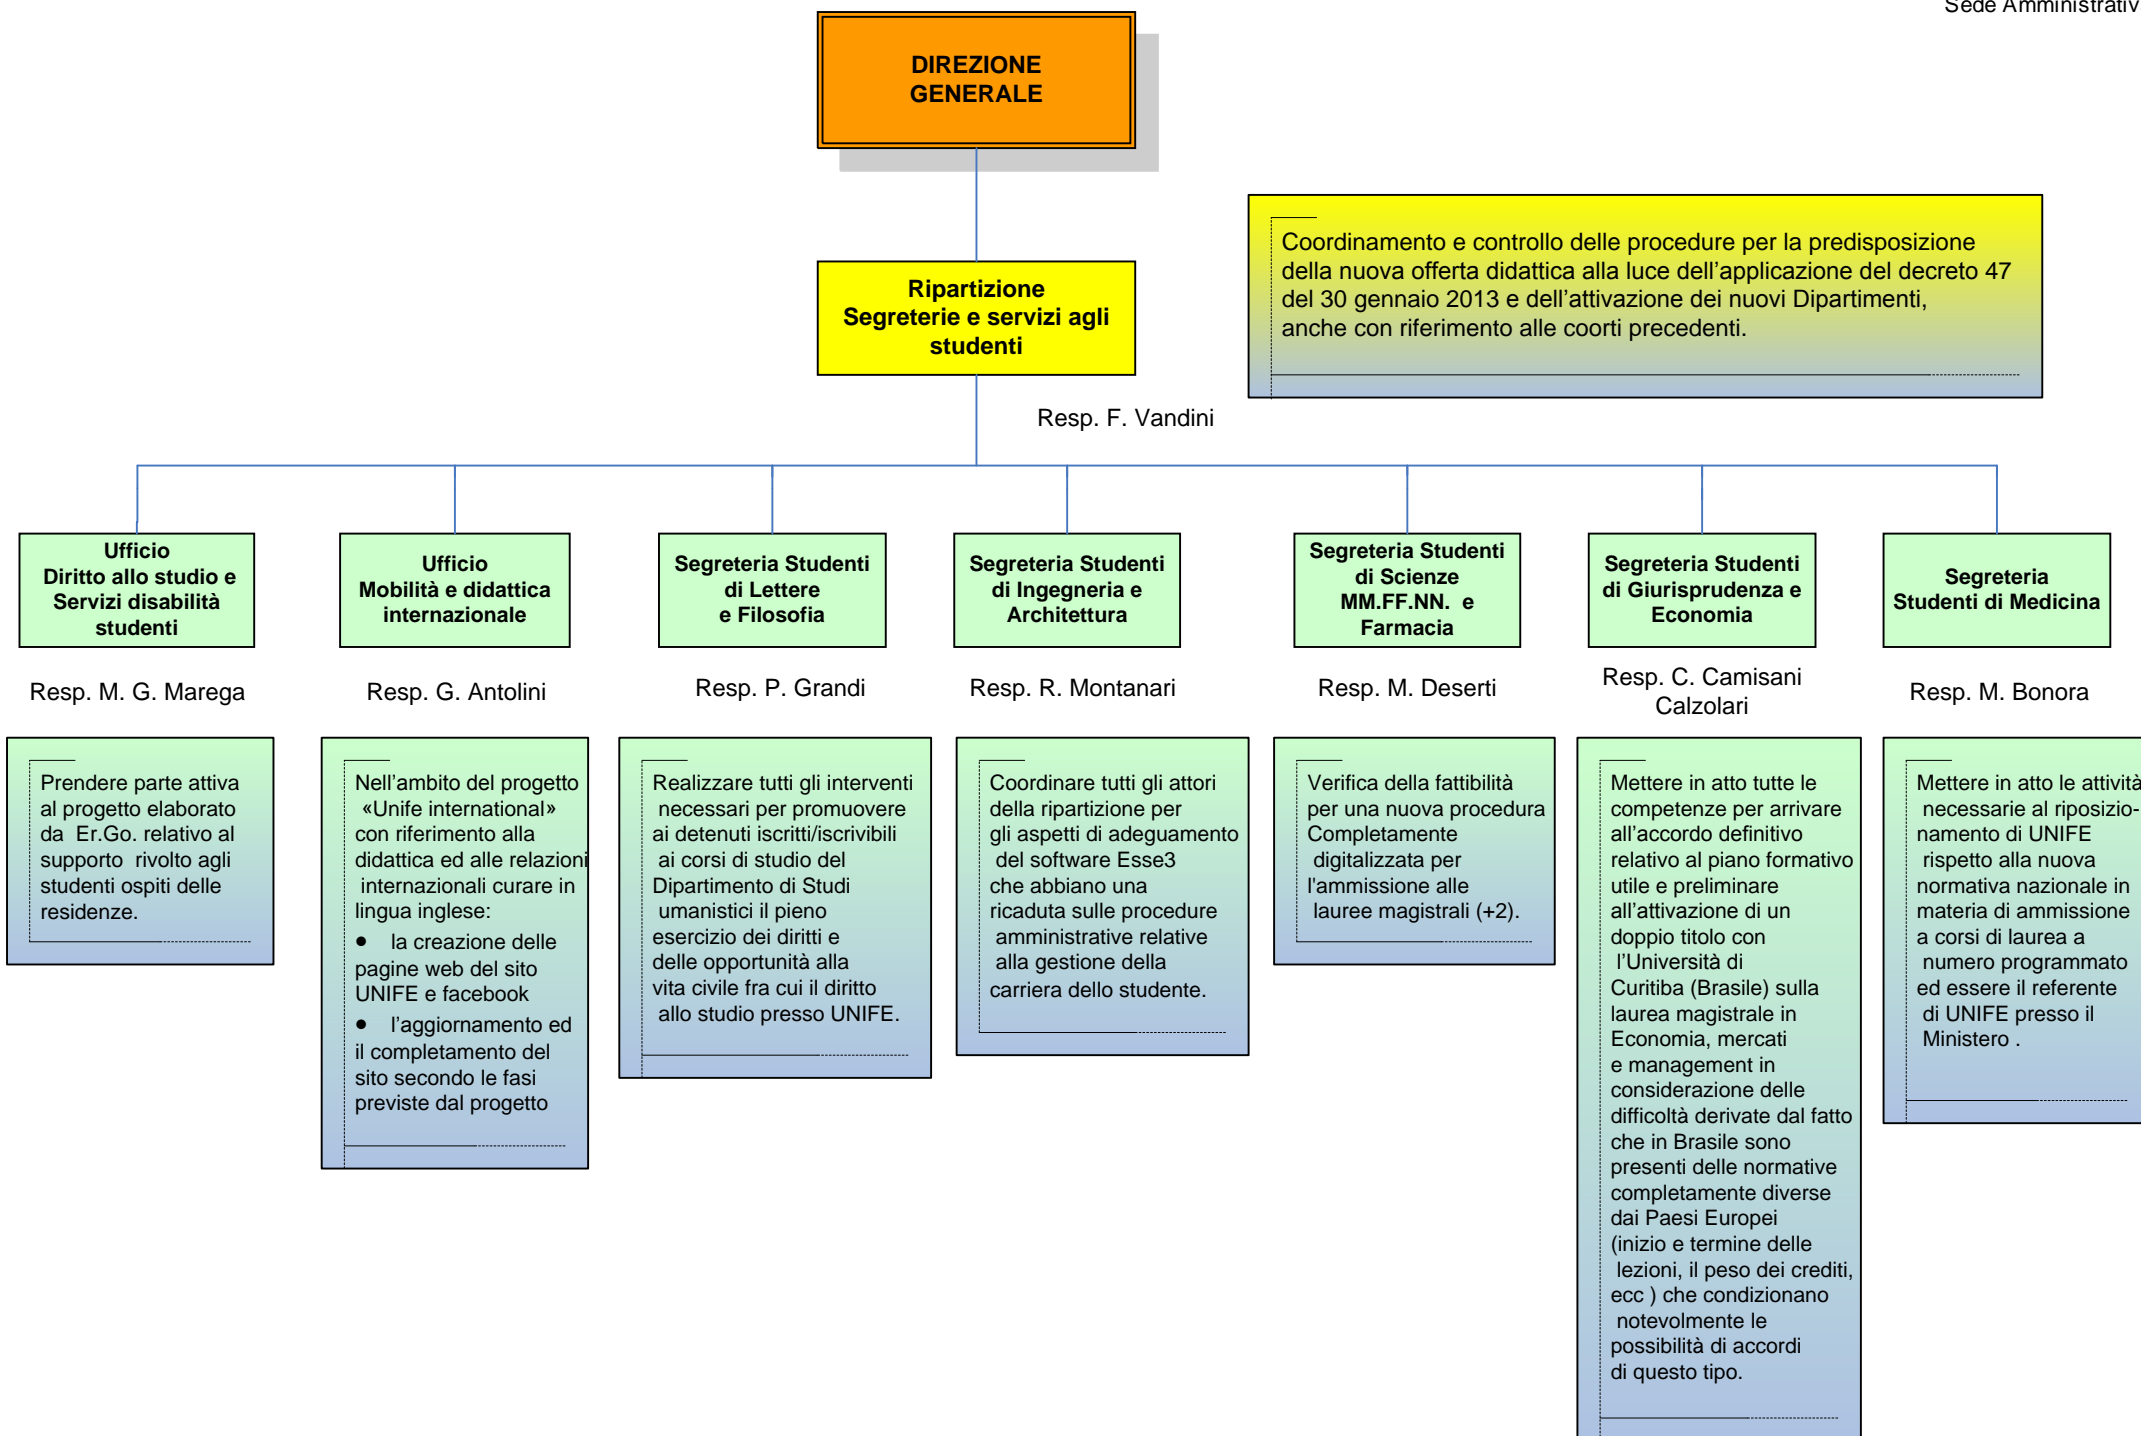 Sede Amministrativ
DIREZIONE
GENERALE
Coordinamento e controllo delle procedure per la predisposizione
della nuova offerta didattica alla luce dell'applicazione del decreto 47
del 30 gennaio 2013 e dell'attivazione dei nuovi Dipartimenti,
anche con riferimento alle coorti precedenti.
Ripartizione
Segreterie e servizi agli
studenti
Resp. F. Vandini
Ufficio
Diritto allo studio e
Servizi disabilità
studenti
Resp. M. G. Marega
Prendere parte attiva
al progetto elaborato
da Er.Go. relativo al
supporto rivolto agli
studenti ospiti delle
residenze.
Ufficio
Mobilità e didattica
internazionale
Resp. G. Antolini
Nell'ambito del progetto
«Unife international»
con riferimento alla
didattica ed alle relazioni
internazionali curare in
lingua inglese:
• la creazione delle
pagine web del sito
UNIFE e facebook
• l'aggiornamento ed
il completamento del
sito secondo le fasi
previste dal progetto
Segreteria Studenti
di Lettere
e Filosofia
Resp. P. Grandi
Realizzare tutti gli interventi
necessari per promuovere
ai detenuti iscritti/iscrivibili
ai corsi di studio del
Dipartimento di Studi
umanistici il pieno
esercizio dei diritti e
delle opportunità alla
vita civile fra cui il diritto
allo studio presso UNIFE.
Segreteria Studenti
di Ingegneria e
Architettura
Resp. R. Montanari
Coordinare tutti gli attori
della ripartizione per
gli aspetti di adeguamento
del software Esse3
che abbiano una
ricaduta sulle procedure
amministrative relative
alla gestione della
carriera dello studente.
Segreteria Studenti
di Scienze
MM.FF.NN. e
Farmacia
Resp. M. Deserti
Verifica della fattibilità
per una nuova procedura
Completamente
digitalizzata per
l'ammissione alle
lauree magistrali (+2).
Segreteria Studenti
di Giurisprudenza e
Economia
Resp. C. Camisani
Calzolari
Mettere in atto tutte le
competenze per arrivare
all'accordo definitivo
relativo al piano formativo
utile e preliminare
all'attivazione di un
doppio titolo con
l'Università di
Curitiba (Brasile) sulla
laurea magistrale in
Economia, mercati
e management in
considerazione delle
difficoltà derivate dal fatto
che in Brasile sono
presenti delle normative
completamente diverse
dai Paesi Europei
(inizio e termine delle
lezioni, il peso dei crediti,
ecc ) che condizionano
notevolmente le
possibilità di accordi
di questo tipo.
Segreteria
Studenti di Medicina
Resp. M. Bonora
Mettere in atto le attività
necessarie al riposizio-
namento di UNIFE
rispetto alla nuova
normativa nazionale in
materia di ammissione
a corsi di laurea a
numero programmato
ed essere il referente
di UNIFE presso il
Ministero .